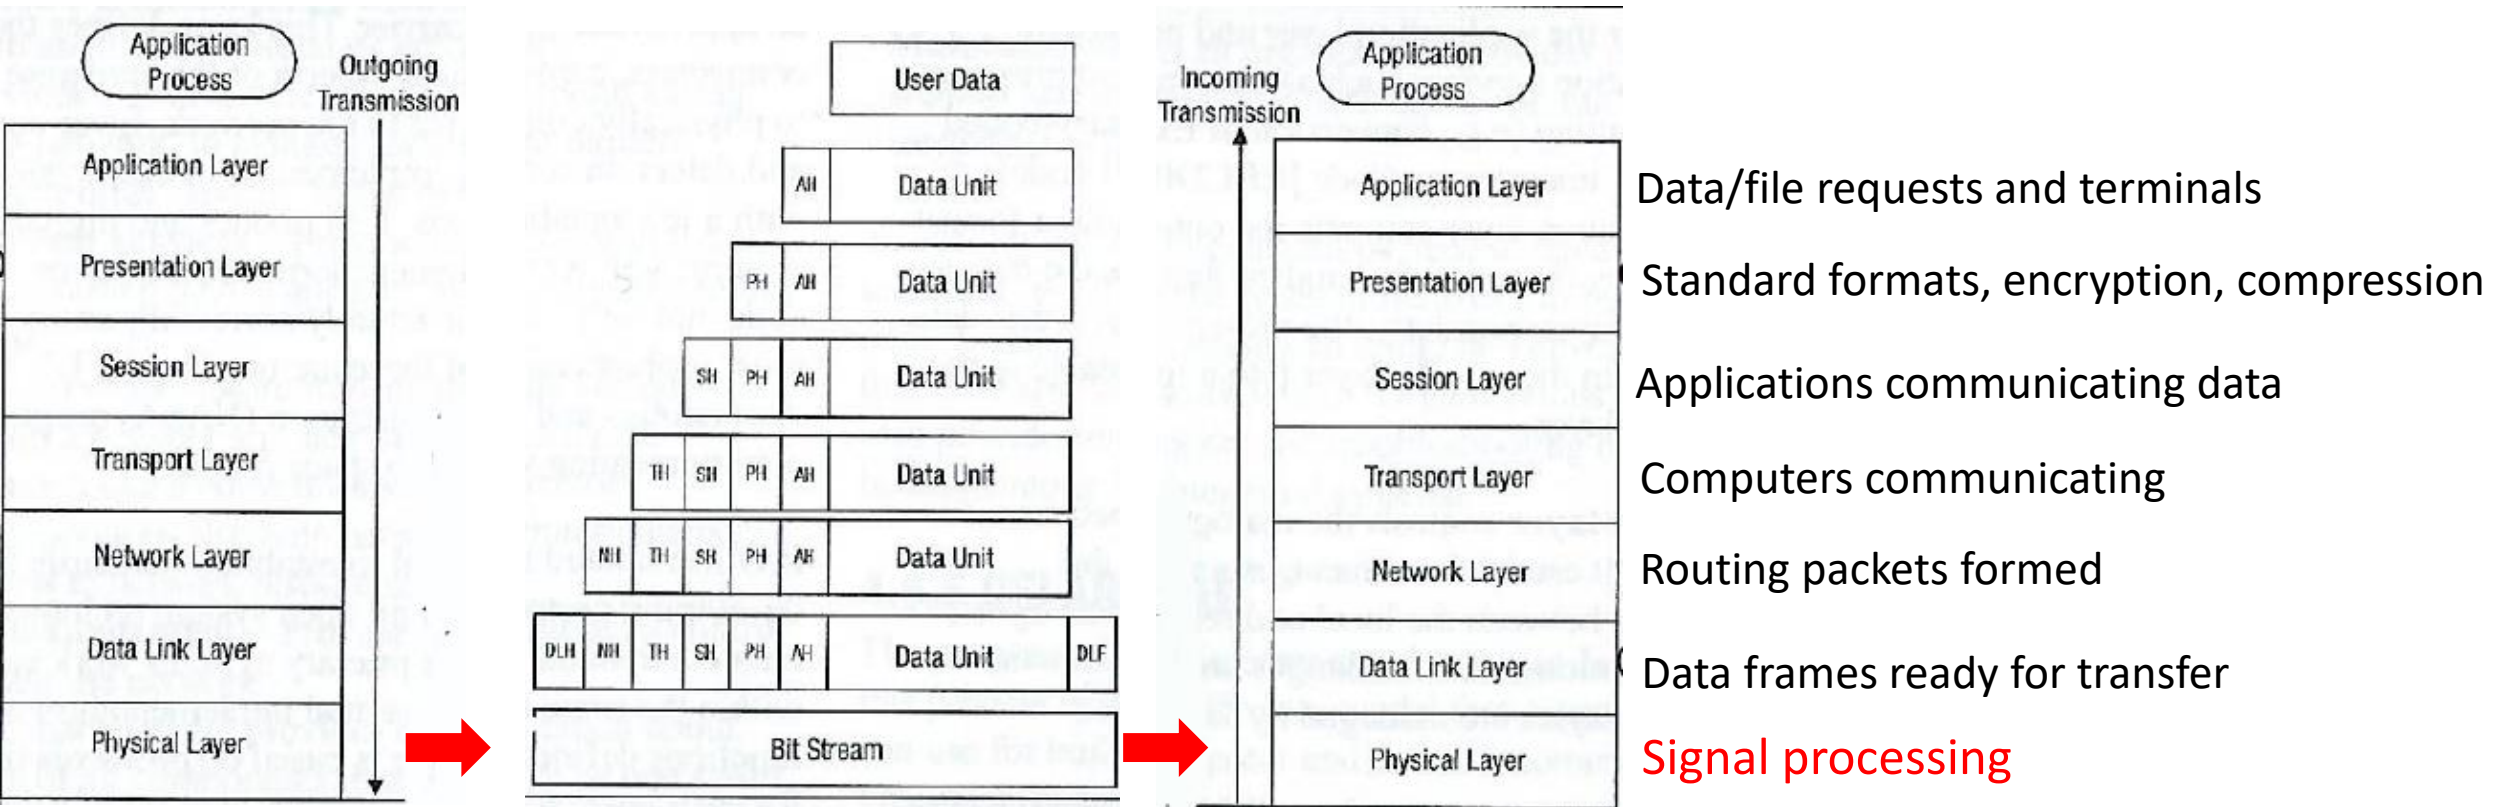 Application
Process
Outgoing
Transmission
Application Layer
Presentation Layer
Session Layer
Transport Layer
Network Layer
Data Link Layer
Physical Layer
User Data
AH Data Unit
PH AH Data Unit
SH PH AH Data Unit
TH SH PH AH Data Unit
NH TH SH PH AH Data Unit
DLH NH TH SH PH AH Data Unit DLF
Bit Stream
Incoming
Transmission
Application
Process
Application Layer
Presentation Layer
Session Layer
Transport Layer
Network Layer
Data Link Layer
Physical Layer
Data/file requests and terminals
Standard formats, encryption, compression
Applications communicating data
Computers communicating
Routing packets formed
Data frames ready for transfer
Signal processing